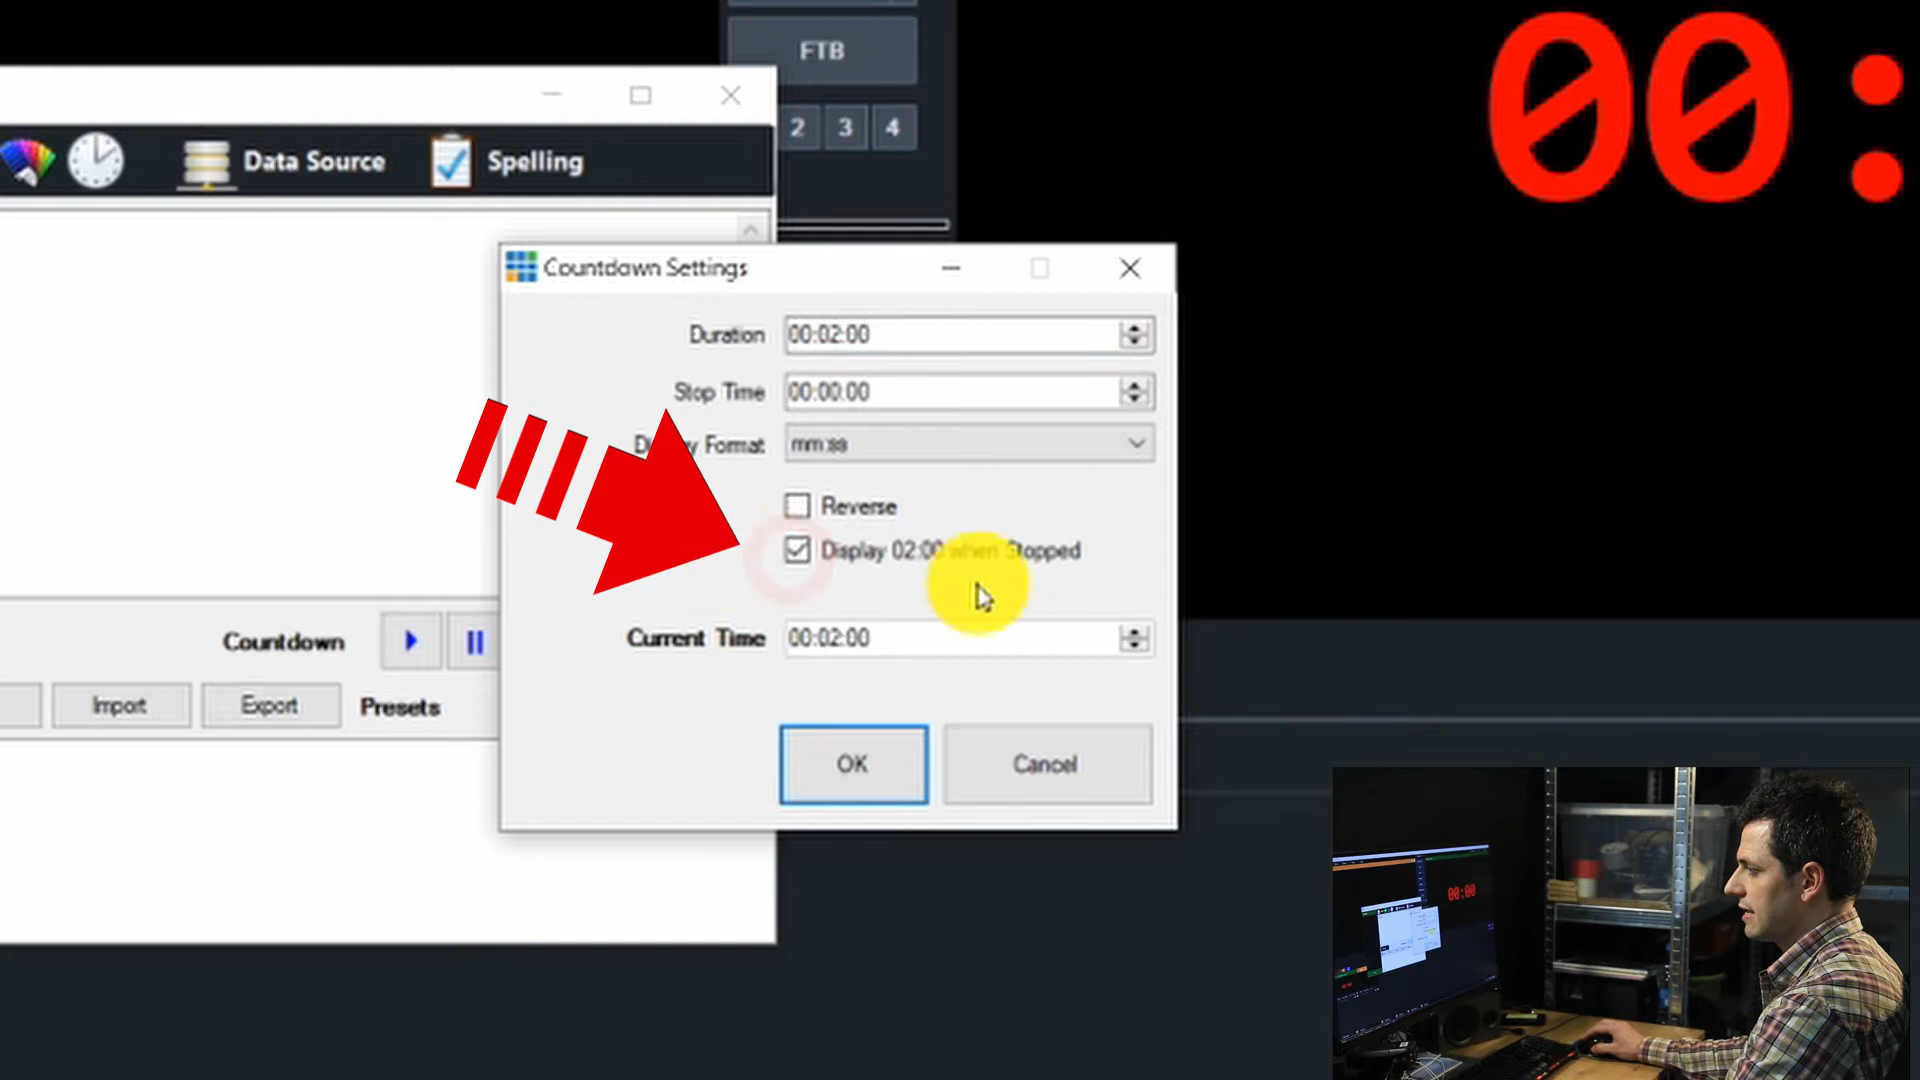 FTB
00:
2 3 4
Data Source
Spelling
Countdown Settings
Duration 00:02:00
Stop Time 00:00:00
Display Format mm:ss
Reverse
Display 02:00 when Stopped
Countdown
Current Time 00:02:00
Import
Export
Presets
OK
Cancel
00:00